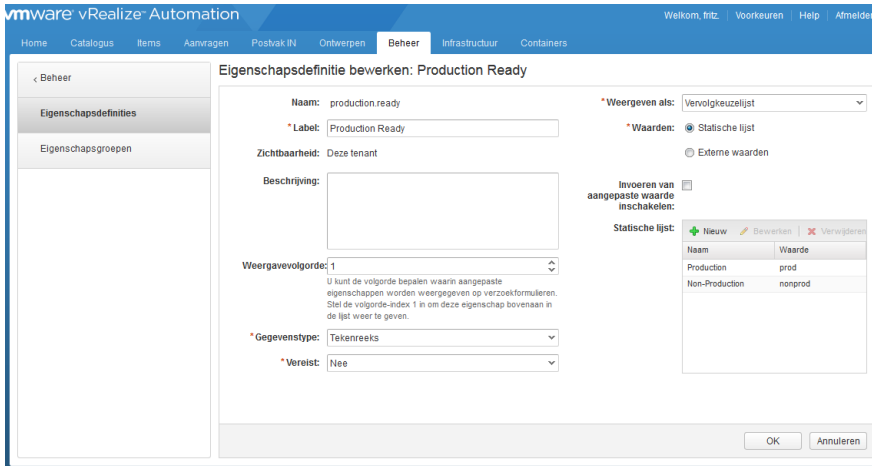 vmware vRealize™ Automation
Welkom, fritz. Voorkeuren Help Afmelden
Home Catalogus Items Aanvragen Postvak IN Ontwerpen Beheer Infrastructuur Containers
‹ Beheer
Eigenschapsdefinities
Eigenschapsgroepen
Eigenschapsdefinitie bewerken: Production Ready
Naam: production.ready
* Label: Production Ready
Zichtbaarheid: Deze tenant
Beschrijving:
Weergavevolgorde: 1
U kunt de volgorde bepalen waarin aangepaste
eigenschappen worden weergegeven op verzoekformulieren.
Stel de volgorde-index 1 in om deze eigenschap bovenaan in
de lijst weer te geven.
* Gegevenstype: Tekenreeks
* Vereist: Nee
* Weergeven als: Vervolgkeuzelijst
* Waarden: Statische lijst
Externe waarden
Invoeren van
aangepaste waarde
inschakelen:
Statische lijst:
Nieuw Bewerken Verwijderen
Naam Waarde
Production prod
Non-Production nonprod
OK Annuleren